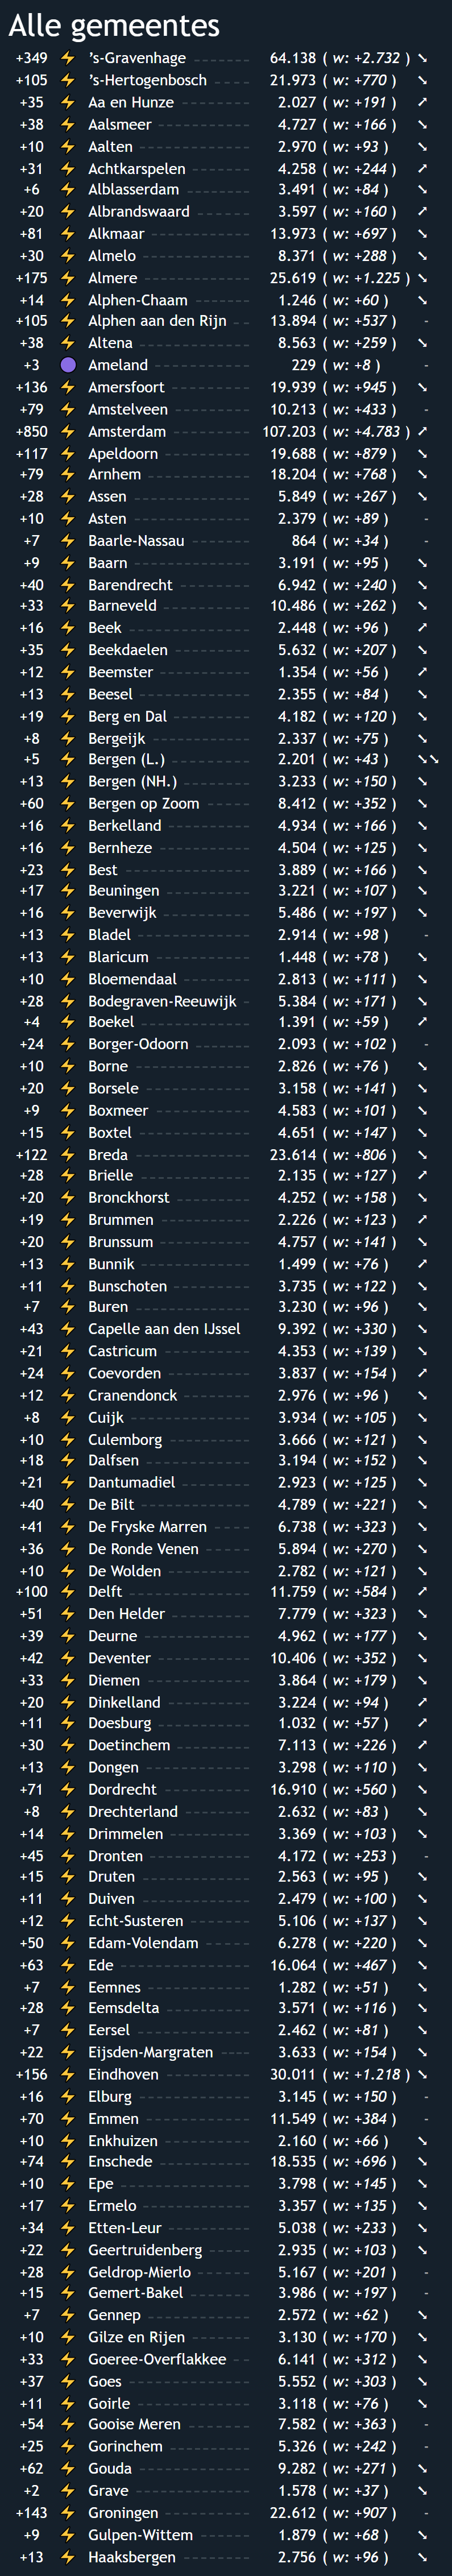 Alle gemeentes
+349 ⚡ ’s-Gravenhage 64.138 ( w: +2.732 ) ➘
+105 ⚡ ’s-Hertogenbosch 21.973 ( w: +770 ) ➘
+35 ⚡ Aa en Hunze 2.027 ( w: +191 ) ➚
+38 ⚡ Aalsmeer 4.727 ( w: +166 ) ➘
+10 ⚡ Aalten 2.970 ( w: +93 ) ➘
+31 ⚡ Achtkarspelen 4.258 ( w: +244 ) ➚
+6 ⚡ Alblasserdam 3.491 ( w: +84 ) ➘
+20 ⚡ Albrandswaard 3.597 ( w: +160 ) ➚
+81 ⚡ Alkmaar 13.973 ( w: +697 ) ➘
+30 ⚡ Almelo 8.371 ( w: +288 ) ➘
+175 ⚡ Almere 25.619 ( w: +1.225 ) ➘
+14 ⚡ Alphen-Chaam 1.246 ( w: +60 ) ➘
+105 ⚡ Alphen aan den Rijn 13.894 ( w: +537 ) -
+38 ⚡ Altena 8.563 ( w: +259 ) ➘
+3 Ameland 229 ( w: +8 ) -
+136 ⚡ Amersfoort 19.939 ( w: +945 ) ➘
+79 ⚡ Amstelveen 10.213 ( w: +433 ) -
+850 ⚡ Amsterdam 107.203 ( w: +4.783 ) ➚
+117 ⚡ Apeldoorn 19.688 ( w: +879 ) ➘
+79 ⚡ Arnhem 18.204 ( w: +768 ) ➘
+28 ⚡ Assen 5.849 ( w: +267 ) ➘
+10 ⚡ Asten 2.379 ( w: +89 ) -
+7 ⚡ Baarle-Nassau 864 ( w: +34 ) -
+9 ⚡ Baarn 3.191 ( w: +95 ) ➘
+40 ⚡ Barendrecht 6.942 ( w: +240 ) ➘
+33 ⚡ Barneveld 10.486 ( w: +262 ) ➘
+16 ⚡ Beek 2.448 ( w: +96 ) ➚
+35 ⚡ Beekdaelen 5.632 ( w: +207 ) ➘
+12 ⚡ Beemster 1.354 ( w: +56 ) ➚
+13 ⚡ Beesel 2.355 ( w: +84 ) ➘
+19 ⚡ Berg en Dal 4.182 ( w: +120 ) ➘
+8 ⚡ Bergeijk 2.337 ( w: +75 ) ➘
+5 ⚡ Bergen (L.) 2.201 ( w: +43 ) ➘➘
+13 ⚡ Bergen (NH.) 3.233 ( w: +150 ) ➘
+60 ⚡ Bergen op Zoom 8.412 ( w: +352 ) ➘
+16 ⚡ Berkelland 4.934 ( w: +166 ) ➘
+16 ⚡ Bernheze 4.504 ( w: +125 ) ➘
+23 ⚡ Best 3.889 ( w: +166 ) ➘
+17 ⚡ Beuningen 3.221 ( w: +107 ) ➘
+16 ⚡ Beverwijk 5.486 ( w: +197 ) ➘
+13 ⚡ Bladel 2.914 ( w: +98 ) -
+13 ⚡ Blaricum 1.448 ( w: +78 ) ➘
+10 ⚡ Bloemendaal 2.813 ( w: +111 ) ➘
+28 ⚡ Bodegraven-Reeuwijk 5.384 ( w: +171 ) ➘
+4 ⚡ Boekel 1.391 ( w: +59 ) ➚
+24 ⚡ Borger-Odoorn 2.093 ( w: +102 ) -
+10 ⚡ Borne 2.826 ( w: +76 ) ➘
+20 ⚡ Borsele 3.158 ( w: +141 ) ➘
+9 ⚡ Boxmeer 4.583 ( w: +101 ) ➘
+15 ⚡ Boxtel 4.651 ( w: +147 ) ➘
+122 ⚡ Breda 23.614 ( w: +806 ) ➘
+28 ⚡ Brielle 2.135 ( w: +127 ) ➚
+20 ⚡ Bronckhorst 4.252 ( w: +158 ) ➘
+19 ⚡ Brummen 2.226 ( w: +123 ) ➚
+20 ⚡ Brunssum 4.757 ( w: +141 ) ➘
+13 ⚡ Bunnik 1.499 ( w: +76 ) ➚
+11 ⚡ Bunschoten 3.735 ( w: +122 ) ➘
+7 ⚡ Buren 3.230 ( w: +96 ) ➘
+43 ⚡ Capelle aan den IJssel 9.392 ( w: +330 ) ➘
+21 ⚡ Castricum 4.353 ( w: +139 ) ➘
+24 ⚡ Coevorden 3.837 ( w: +154 ) ➚
+12 ⚡ Cranendonck 2.976 ( w: +96 ) ➘
+8 ⚡ Cuijk 3.934 ( w: +105 ) ➘
+10 ⚡ Culemborg 3.666 ( w: +121 ) ➘
+18 ⚡ Dalfsen 3.194 ( w: +152 ) ➘
+21 ⚡ Dantumadiel 2.923 ( w: +125 ) ➘
+40 ⚡ De Bilt 4.789 ( w: +221 ) ➘
+41 ⚡ De Fryske Marren 6.738 ( w: +323 ) ➘
+36 ⚡ De Ronde Venen 5.894 ( w: +270 ) ➘
+10 ⚡ De Wolden 2.782 ( w: +121 ) ➘
+100 ⚡ Delft 11.759 ( w: +584 ) ➚
+51 ⚡ Den Helder 7.779 ( w: +323 ) ➘
+39 ⚡ Deurne 4.962 ( w: +177 ) ➘
+42 ⚡ Deventer 10.406 ( w: +352 ) ➘
+33 ⚡ Diemen 3.864 ( w: +179 ) ➘
+20 ⚡ Dinkelland 3.224 ( w: +94 ) ➚
+11 ⚡ Doesburg 1.032 ( w: +57 ) ➚
+30 ⚡ Doetinchem 7.113 ( w: +226 ) ➚
+13 ⚡ Dongen 3.298 ( w: +110 ) ➘
+71 ⚡ Dordrecht 16.910 ( w: +560 ) ➘
+8 ⚡ Drechterland 2.632 ( w: +83 ) ➘
+14 ⚡ Drimmelen 3.369 ( w: +103 ) ➘
+45 ⚡ Dronten 4.172 ( w: +253 ) -
+15 ⚡ Druten 2.563 ( w: +95 ) ➘
+11 ⚡ Duiven 2.479 ( w: +100 ) ➘
+12 ⚡ Echt-Susteren 5.106 ( w: +137 ) ➘
+50 ⚡ Edam-Volendam 6.278 ( w: +220 ) ➘
+63 ⚡ Ede 16.064 ( w: +467 ) ➘
+7 ⚡ Eemnes 1.282 ( w: +51 ) ➘
+28 ⚡ Eemsdelta 3.571 ( w: +116 ) ➘
+7 ⚡ Eersel 2.462 ( w: +81 ) ➘
+22 ⚡ Eijsden-Margraten 3.633 ( w: +154 ) ➘
+156 ⚡ Eindhoven 30.011 ( w: +1.218 ) ➘
+16 ⚡ Elburg 3.145 ( w: +150 ) -
+70 ⚡ Emmen 11.549 ( w: +384 ) -
+10 ⚡ Enkhuizen 2.160 ( w: +66 ) ➘
+74 ⚡ Enschede 18.535 ( w: +696 ) ➘
+10 ⚡ Epe 3.798 ( w: +145 ) ➘
+17 ⚡ Ermelo 3.357 ( w: +135 ) ➘
+34 ⚡ Etten-Leur 5.038 ( w: +233 ) ➘
+22 ⚡ Geertruidenberg 2.935 ( w: +103 ) ➘
+28 ⚡ Geldrop-Mierlo 5.167 ( w: +201 ) -
+15 ⚡ Gemert-Bakel 3.986 ( w: +197 ) -
+7 ⚡ Gennep 2.572 ( w: +62 ) ➘
+10 ⚡ Gilze en Rijen 3.130 ( w: +170 ) ➘
+33 ⚡ Goeree-Overflakkee 6.141 ( w: +312 ) ➘
+37 ⚡ Goes 5.552 ( w: +303 ) ➘
+11 ⚡ Goirle 3.118 ( w: +76 ) ➘
+54 ⚡ Gooise Meren 7.582 ( w: +363 ) -
+25 ⚡ Gorinchem 5.326 ( w: +242 ) -
+62 ⚡ Gouda 9.282 ( w: +271 ) ➘
+2 ⚡ Grave 1.578 ( w: +37 ) ➘
+143 ⚡ Groningen 22.612 ( w: +907 ) -
+9 ⚡ Gulpen-Wittem 1.879 ( w: +68 ) ➘
+13 ⚡ Haaksbergen 2.756 ( w: +96 ) ➘